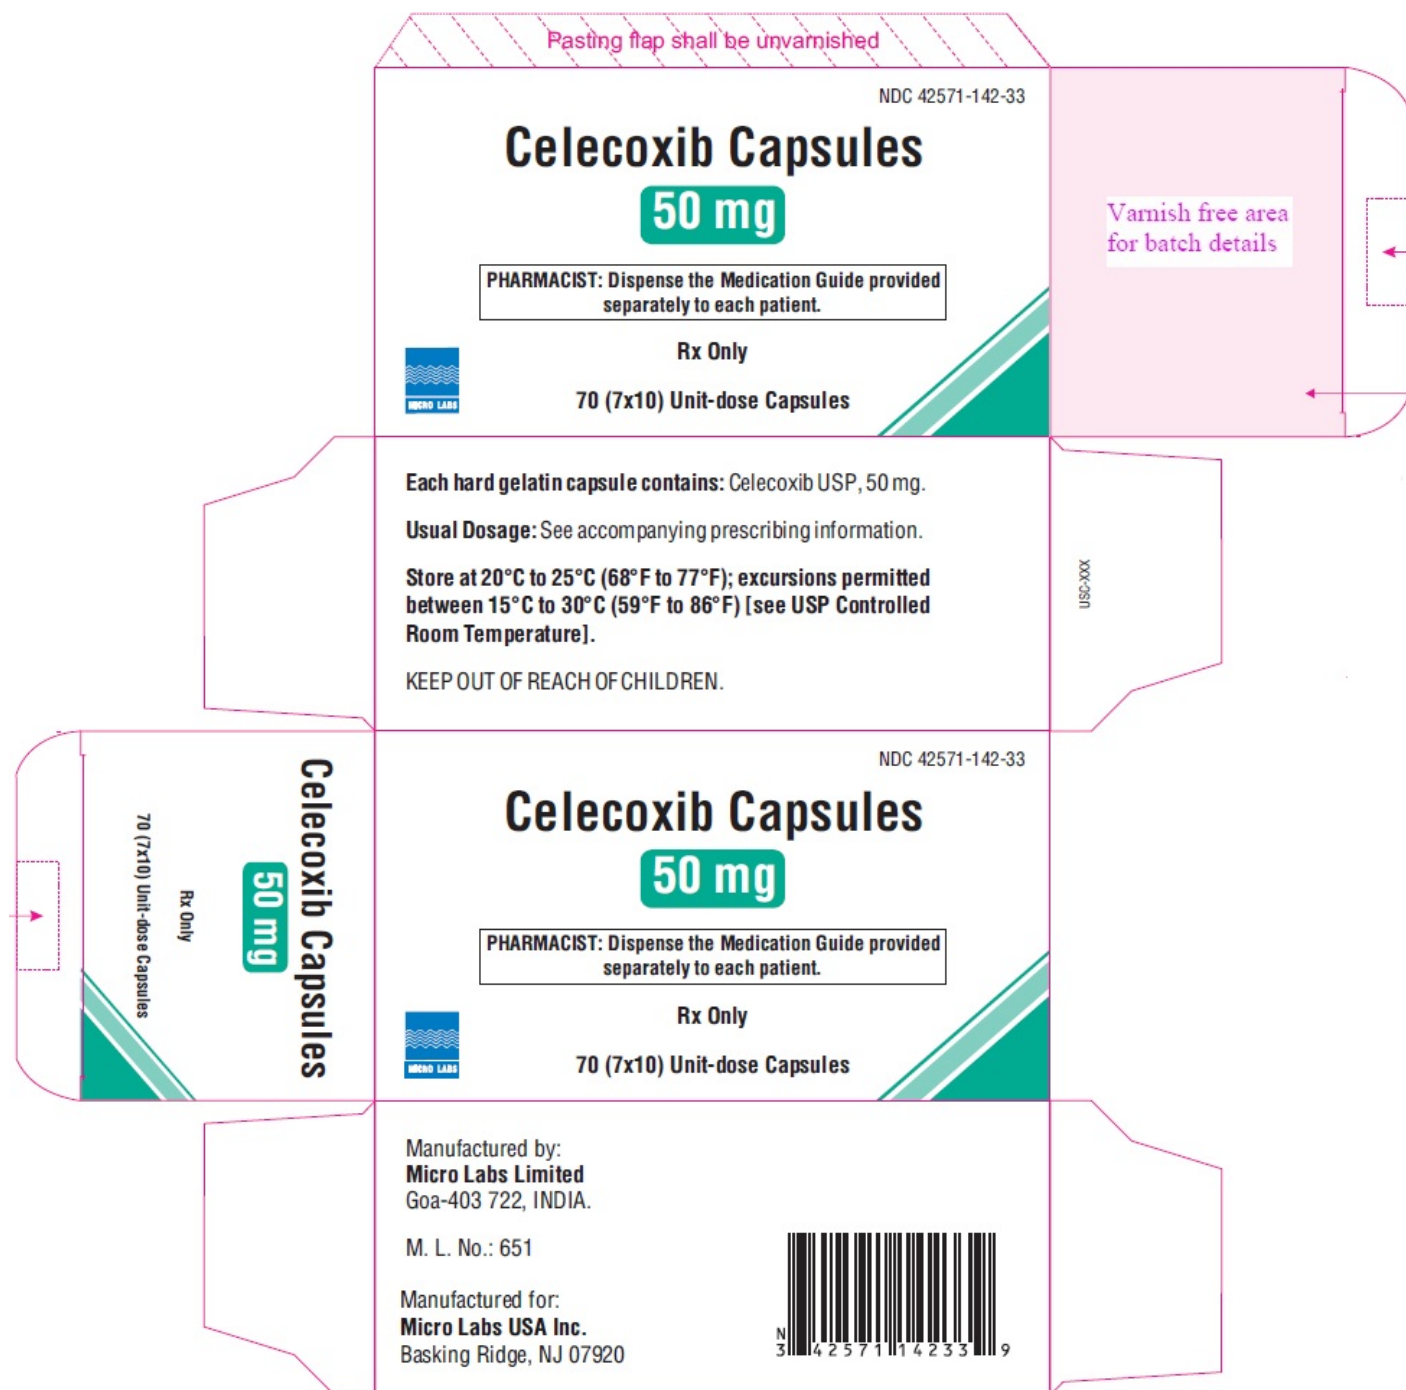 Pasting flap shall be unvarnished
NDC 42571-142-33
Celecoxib Capsules
50 mg
PHARMACIST: Dispense the Medication Guide provided
separately to each patient.
Rx Only
70 (7x10) Unit-dose Capsules
MICRO LABS
Varnish free area
for batch details
Each hard gelatin capsule contains: Celecoxib USP, 50 mg.
Usual Dosage: See accompanying prescribing information.
Store at 20°C to 25°C (68°F to 77°F); excursions permitted
between 15°C to 30°C (59°F to 86°F) [see USP Controlled
Room Temperature].
KEEP OUT OF REACH OF CHILDREN.
USC-XXX
Celecoxib Capsules
50 mg
Rx Only
70 (7x10) Unit-dose Capsules
NDC 42571-142-33
Celecoxib Capsules
50 mg
PHARMACIST: Dispense the Medication Guide provided
separately to each patient.
Rx Only
70 (7x10) Unit-dose Capsules
MICRO LABS
Manufactured by:
Micro Labs Limited
Goa-403 722, INDIA.
M. L. No.: 651
Manufactured for:
Micro Labs USA Inc.
Basking Ridge, NJ 07920
N
3 42571 14233 9